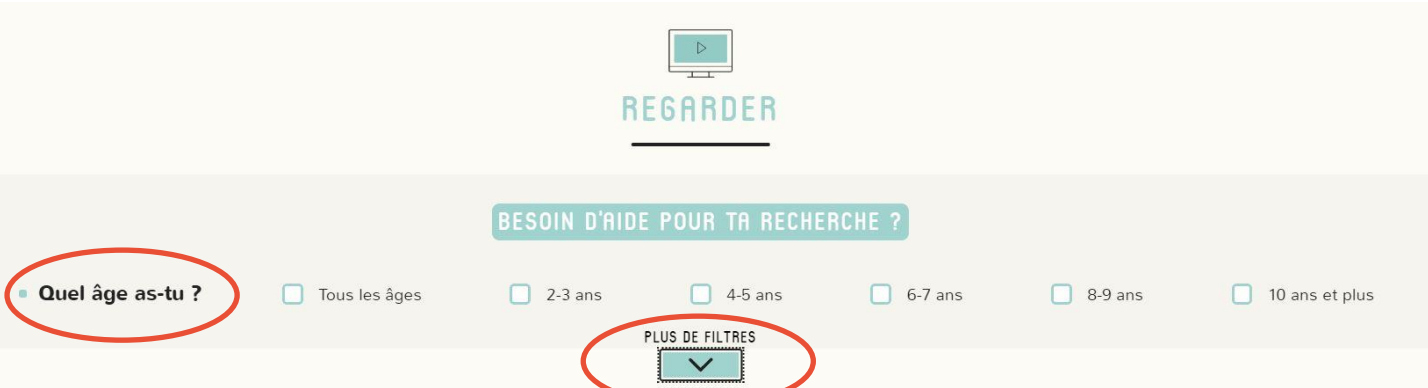 REGARDER
BESOIN D'AIDE POUR TA RECHERCHE ?
Quel âge as-tu ? Tous les âges 2-3 ans 4-5 ans 6-7 ans 8-9 ans 10 ans et plus
PLUS DE FILTRES